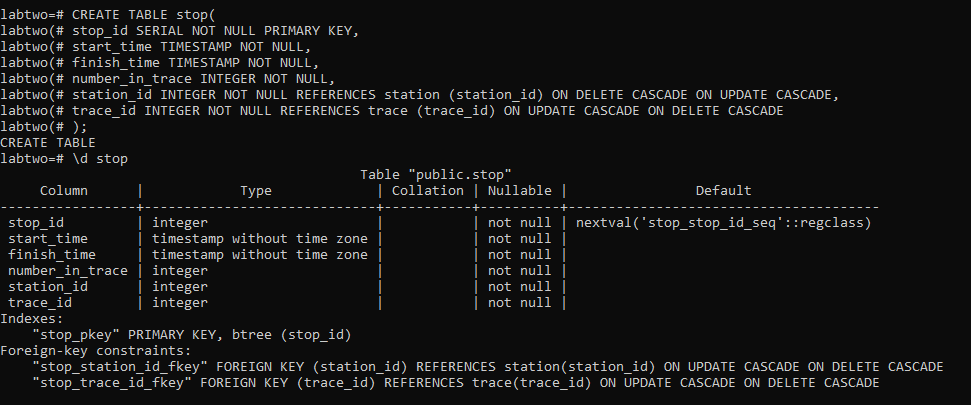 labtwo=# CREATE TABLE stop(
labtwo(# stop_id SERIAL NOT NULL PRIMARY KEY,
labtwo(# start_time TIMESTAMP NOT NULL,
labtwo(# finish_time TIMESTAMP NOT NULL,
labtwo(# number_in_trace INTEGER NOT NULL,
labtwo(# station_id INTEGER NOT NULL REFERENCES station (station_id) ON DELETE CASCADE ON UPDATE CASCADE,
labtwo(# trace_id INTEGER NOT NULL REFERENCES trace (trace_id) ON UPDATE CASCADE ON DELETE CASCADE
labtwo(# );
CREATE TABLE
labtwo=# \d stop
                                             Table "public.stop"
     Column      |            Type             | Collation | Nullable |                Default
-----------------+-----------------------------+-----------+----------+---------------------------------------
 stop_id         | integer                     |           | not null | nextval('stop_stop_id_seq'::regclass)
 start_time      | timestamp without time zone |           | not null |
 finish_time     | timestamp without time zone |           | not null |
 number_in_trace | integer                     |           | not null |
 station_id      | integer                     |           | not null |
 trace_id        | integer                     |           | not null |
Indexes:
    "stop_pkey" PRIMARY KEY, btree (stop_id)
Foreign-key constraints:
    "stop_station_id_fkey" FOREIGN KEY (station_id) REFERENCES station(station_id) ON UPDATE CASCADE ON DELETE CASCADE
    "stop_trace_id_fkey" FOREIGN KEY (trace_id) REFERENCES trace(trace_id) ON UPDATE CASCADE ON DELETE CASCADE